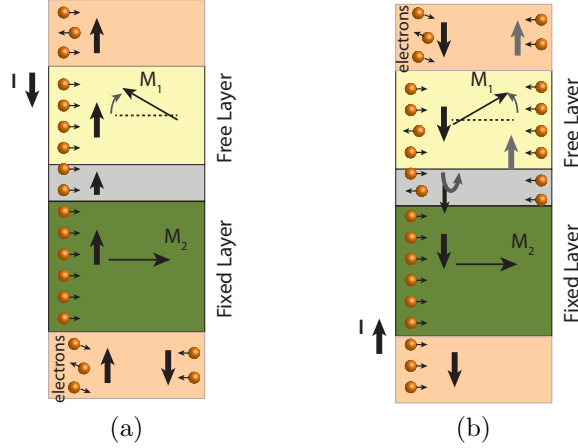 I
M1
Free Layer
M2
Fixed Layer
electrons
(a)
electrons
M1
Free Layer
M2
Fixed Layer
I
(b)